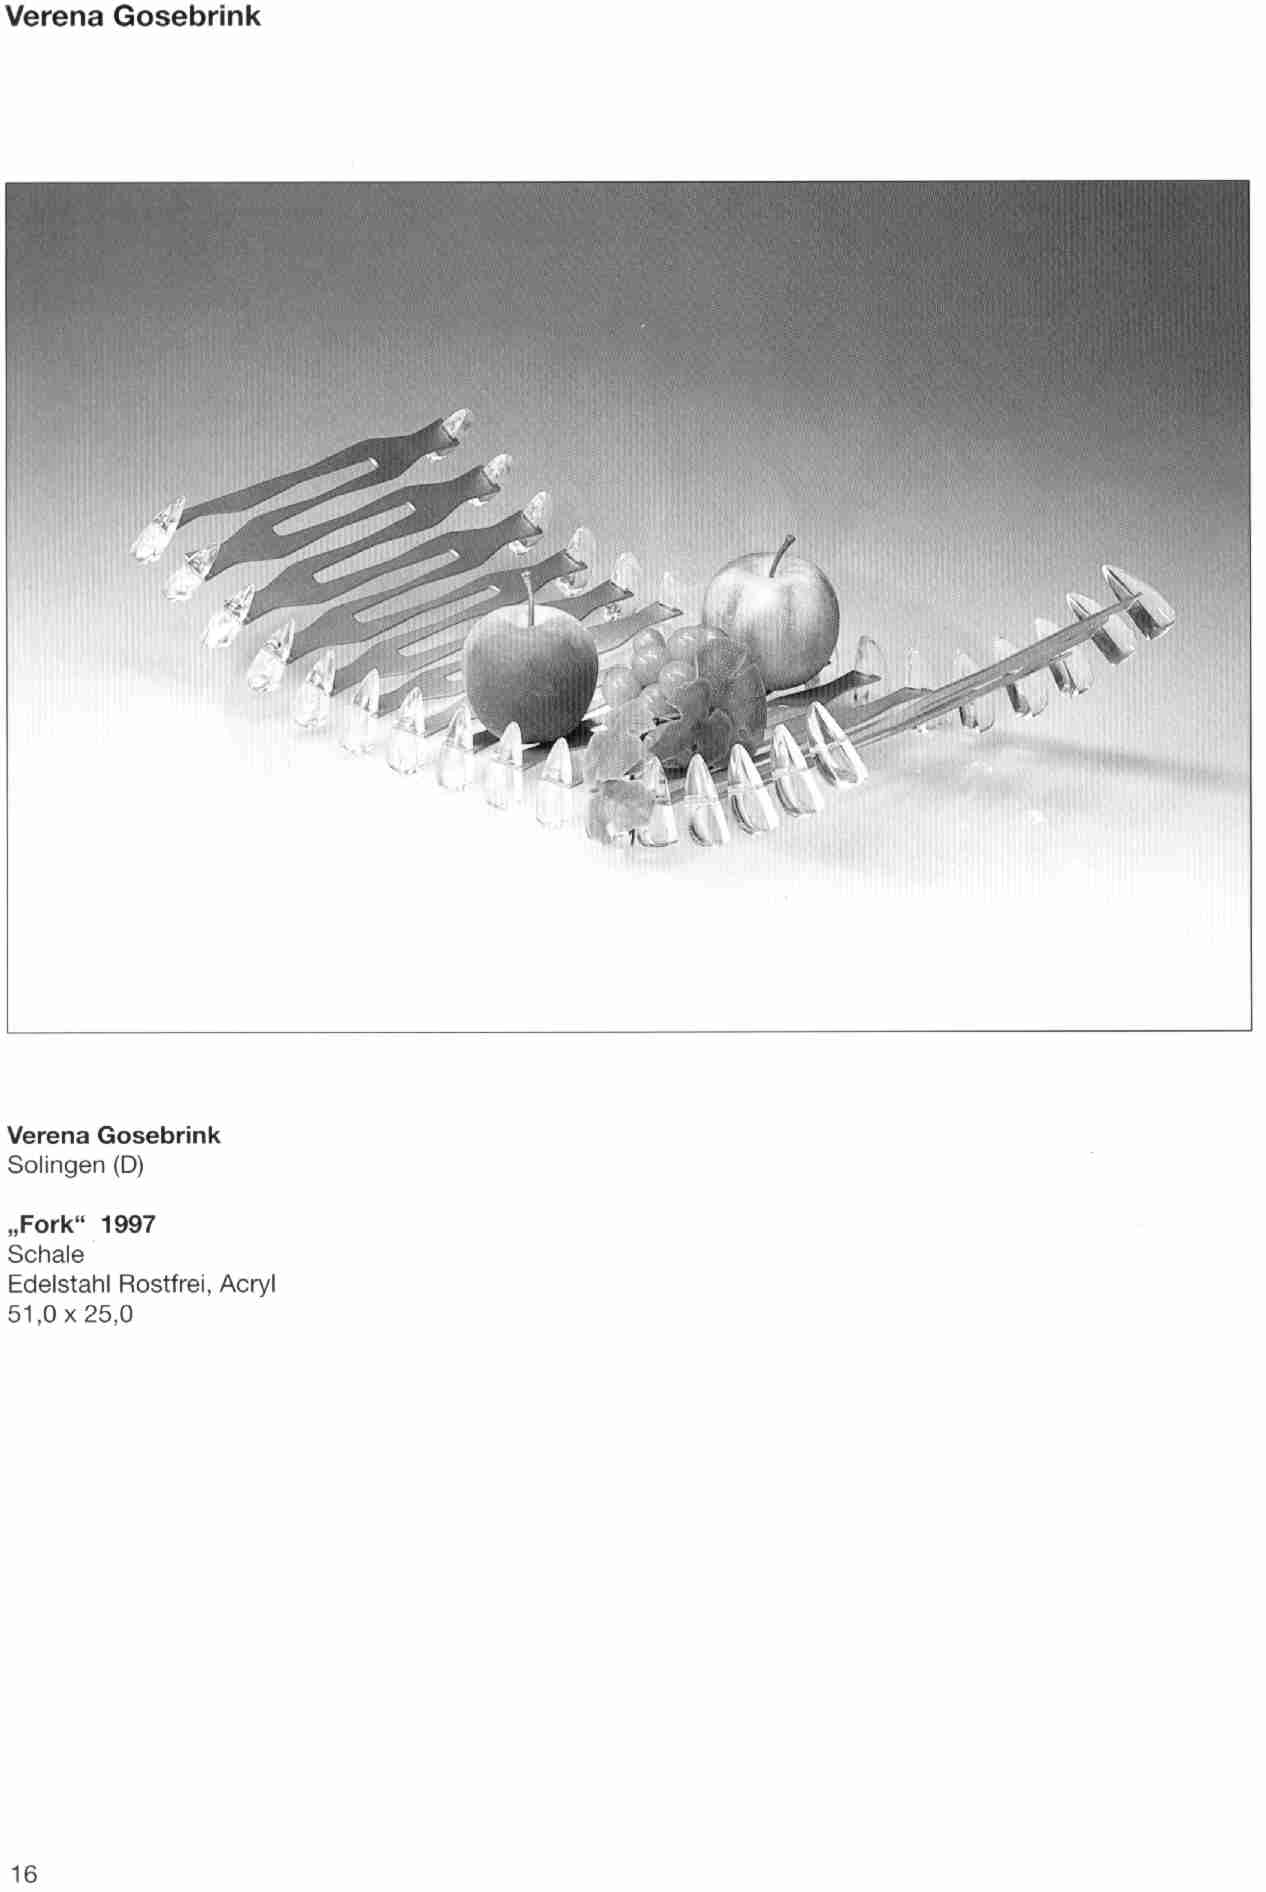 Verena Gosebrink
Verena Gosebrink
Solingen (D)
„Fork“ 1997
Schale
Edelstahl Rostfrei, Acryl
51,0 x 25,0
16